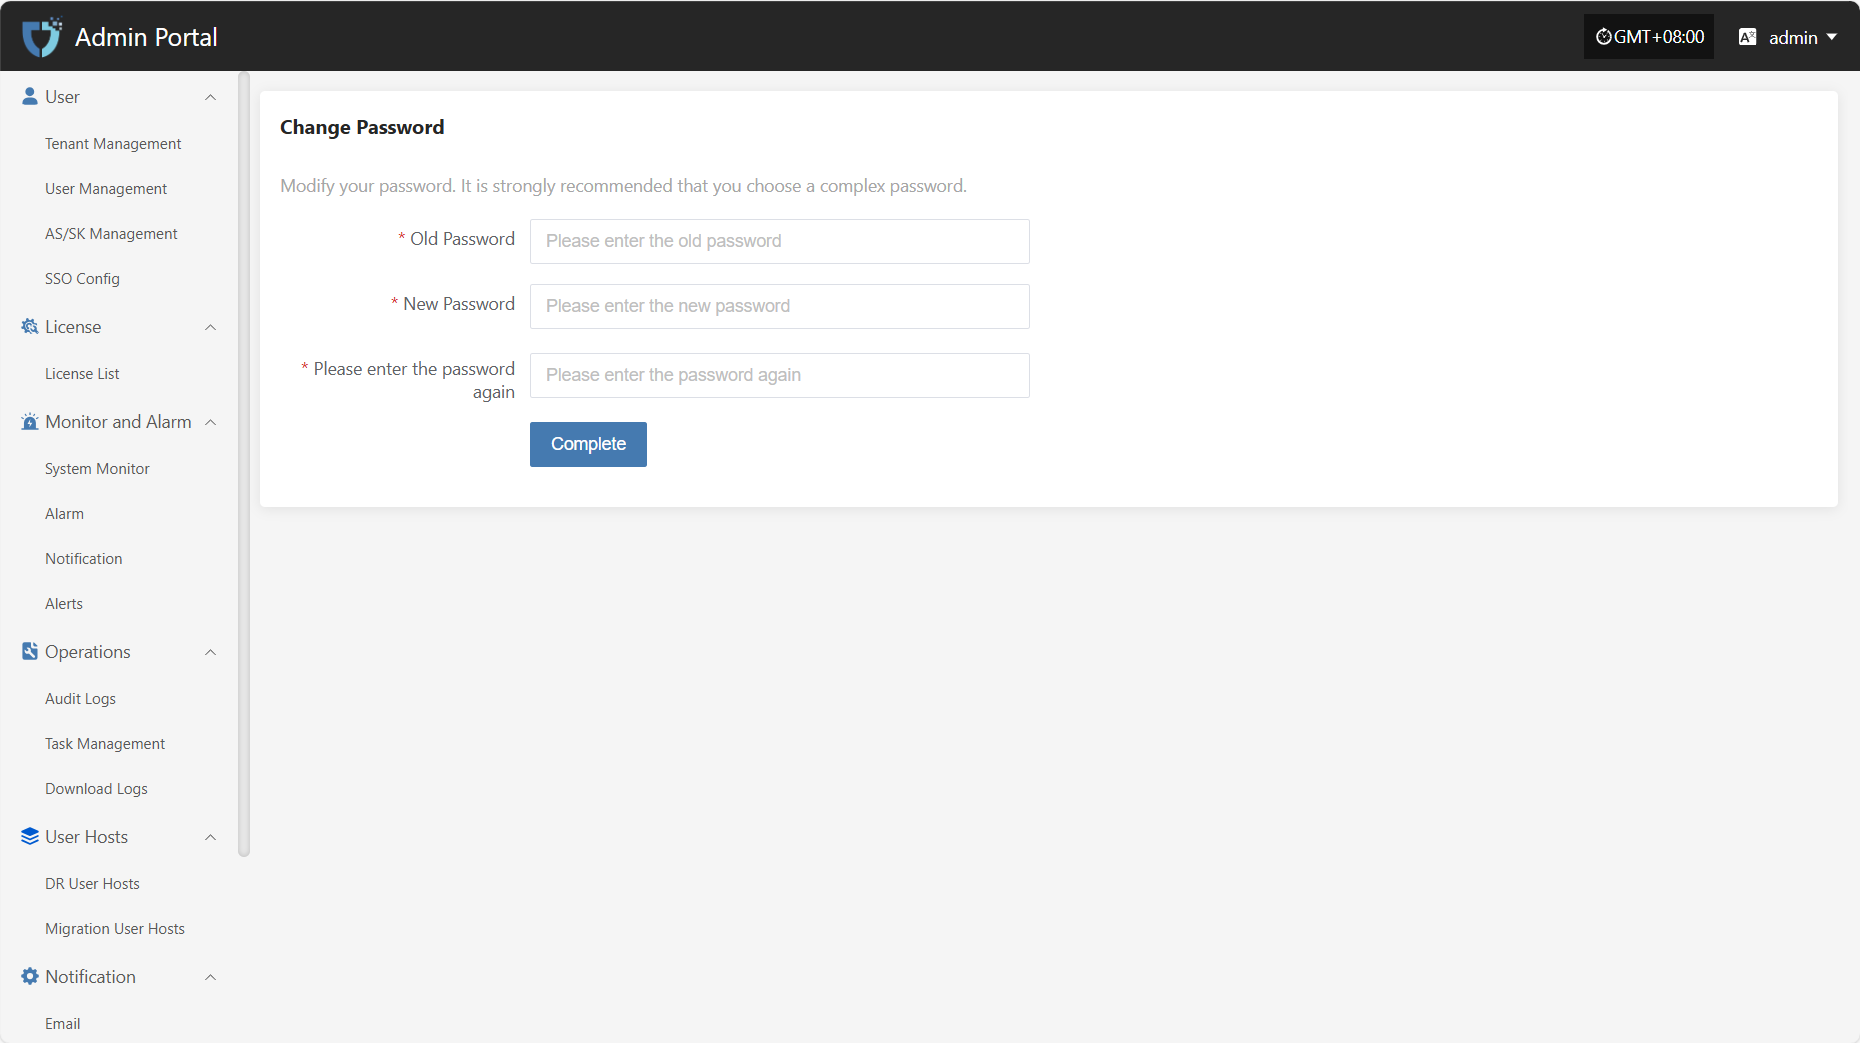 Admin Portal
GMT+08:00
admin
User
Tenant Management
User Management
AS/SK Management
SSO Config
License
License List
Monitor and Alarm
System Monitor
Alarm
Notification
Alerts
Operations
Audit Logs
Task Management
Download Logs
User Hosts
DR User Hosts
Migration User Hosts
Notification
Email
Change Password
Modify your password. It is strongly recommended that you choose a complex password.
* Old Password
Please enter the old password
* New Password
Please enter the new password
* Please enter the password
again
Please enter the password again
Complete